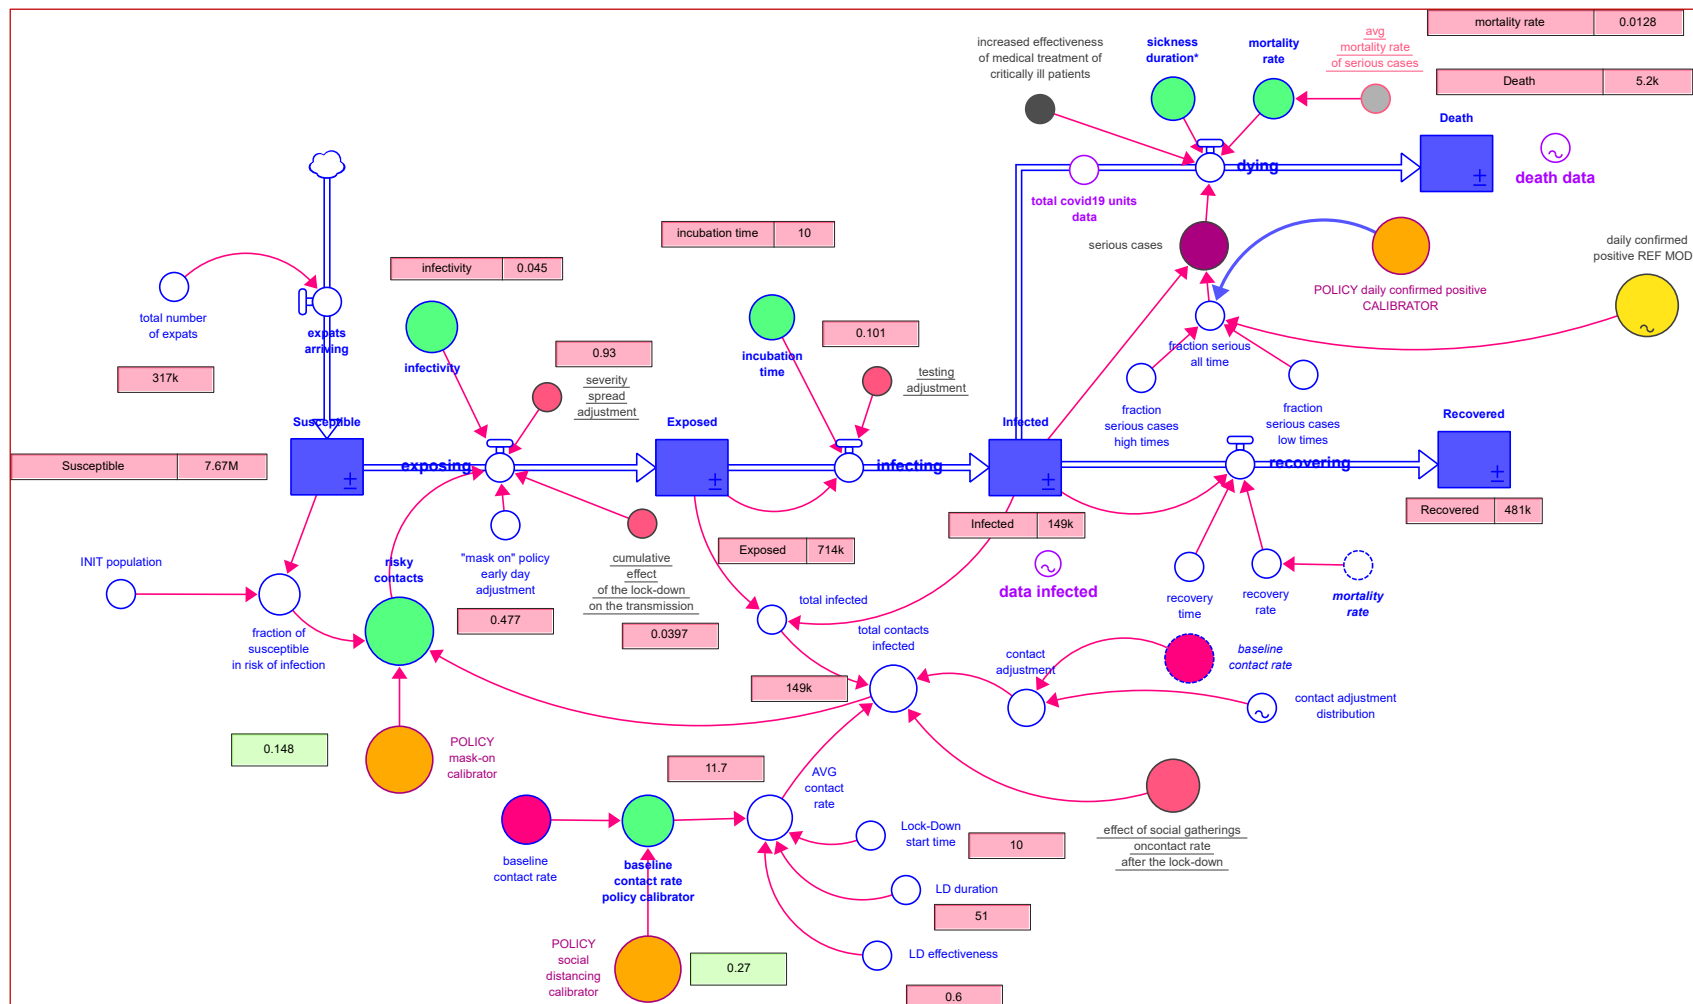 mortality rate 0.0128
increased effectiveness
of medical treatment of
critically ill patients
sickness
duration*
mortality
rate
avg
mortality rate
of serious cases
Death 5.2k
Death
dying
death data
total covid19 units
data
incubation time 10
serious cases
daily confirmed
positive REF MOD
infectivity 0.045
POLICY daily confirmed positive
CALIBRATOR
total number
of expats
expats
arriving
317k
infectivity
0.93
severity
spread
adjustment
incubation
time
0.101
testing
adjustment
fraction serious
all time
fraction
serious cases
high times
fraction
serious cases
low times
Susceptible
Exposed
Infected
Recovered
Susceptible 7.67M
exposing
infecting
recovering
Recovered 481k
Infected 149k
Exposed 714k
INIT population
risky
contacts
"mask on" policy
early day
adjustment
cumulative
effect
of the lock-down
on the transmission
data infected
recovery
time
recovery
rate
mortality
rate
0.477
0.0397
total infected
fraction of
susceptible
in risk of infection
total contacts
infected
contact
adjustment
baseline
contact rate
149k
contact adjustment
distribution
0.148
POLICY
mask-on
calibrator
11.7
AVG
contact
rate
baseline
contact rate
baseline
contact rate
policy calibrator
Lock-Down
start time
10
effect of social gatherings
oncontact rate
after the lock-down
LD duration
51
POLICY
social
distancing
calibrator
0.27
LD effectiveness
0.6